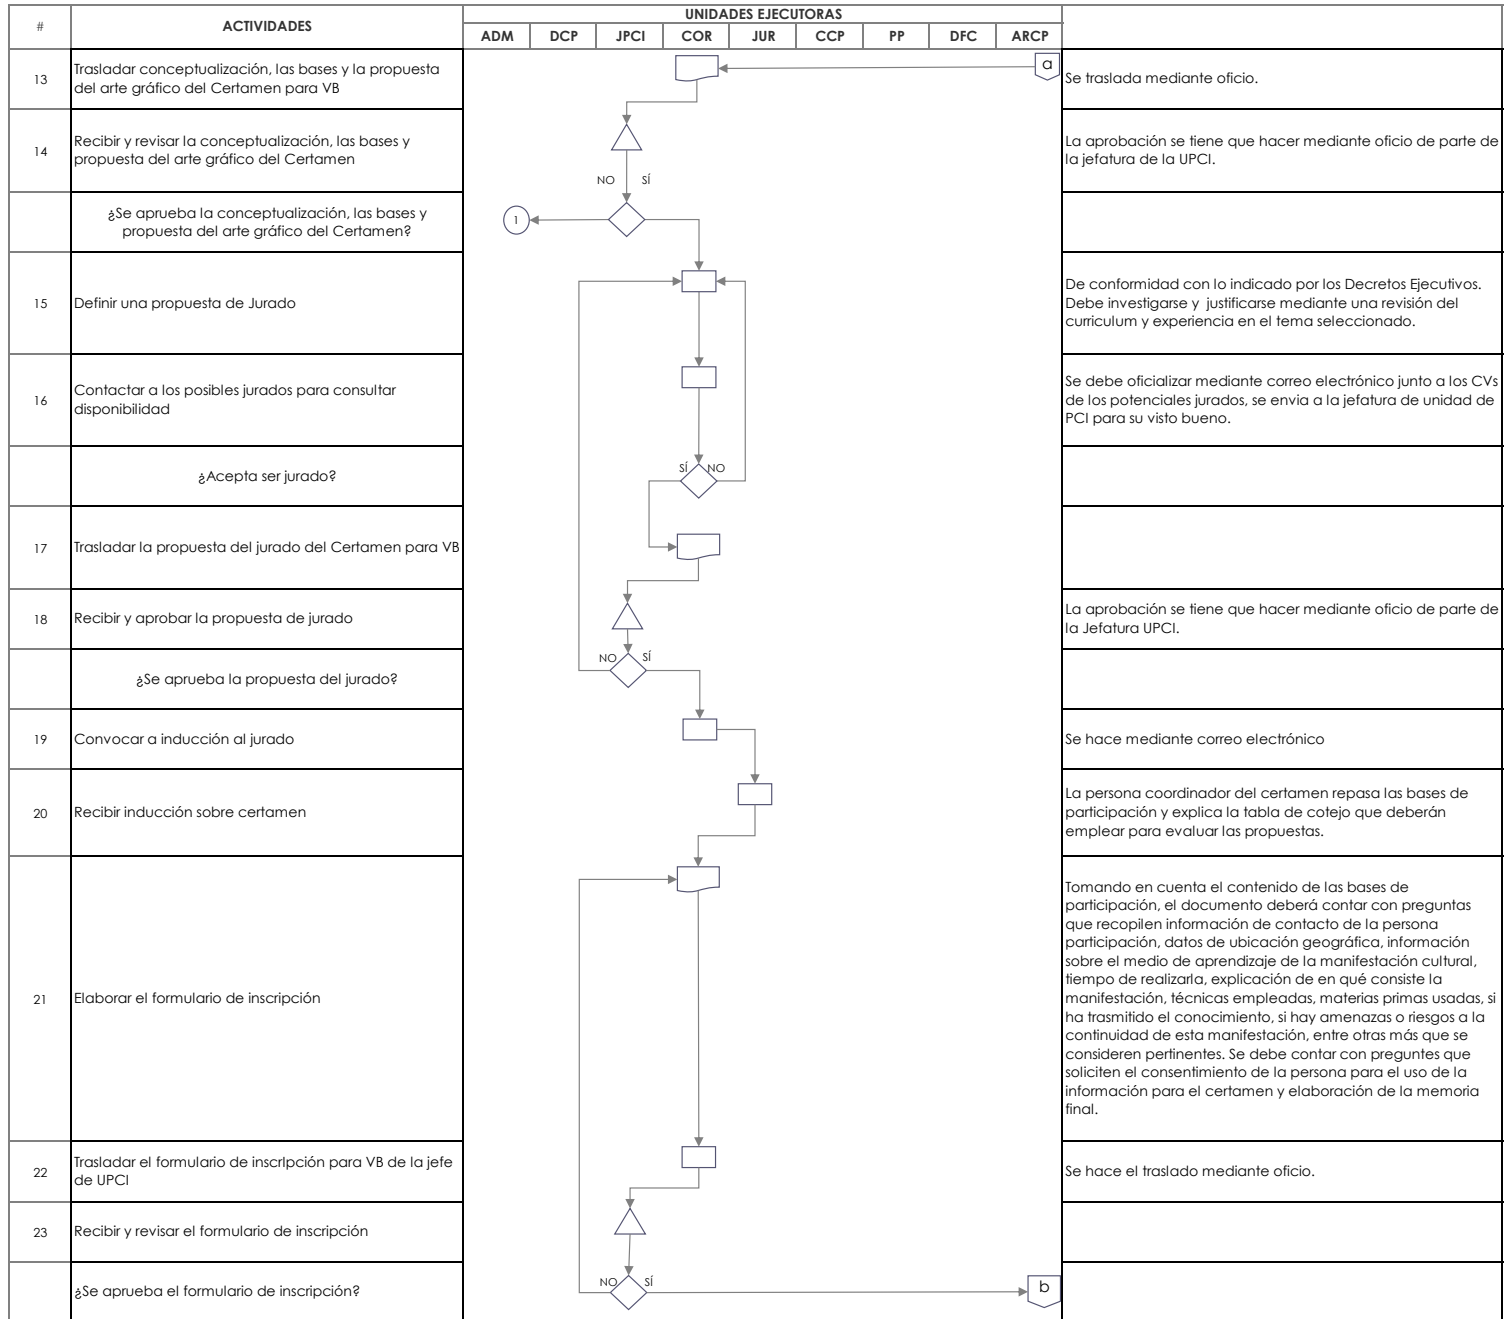 # ACTIVIDADES UNIDADES EJECUTORAS
ADM DCP JPCI COR JUR CCP PP DFC ARCP
13 Trasladar conceptualización, las bases y la propuesta
del arte gráfico del Certamen para VB
a
Se traslada mediante oficio.
14 Recibir y revisar la conceptualización, las bases y
propuesta del arte gráfico del Certamen
NO SÍ
La aprobación se tiene que hacer mediante oficio de parte de
la jefatura de la UPCI.
¿Se aprueba la conceptualización, las bases y
propuesta del arte gráfico del Certamen?
1
15 Definir una propuesta de Jurado
De conformidad con lo indicado por los Decretos Ejecutivos.
Debe investigarse y justificarse mediante una revisión del
curriculum y experiencia en el tema seleccionado.
16 Contactar a los posibles jurados para consultar
disponibilidad
Se debe oficializar mediante correo electrónico junto a los CVs
de los potenciales jurados, se envia a la jefatura de unidad de
PCI para su visto bueno.
¿Acepta ser jurado?
SÍ NO
17 Trasladar la propuesta del jurado del Certamen para VB
18 Recibir y aprobar la propuesta de jurado
La aprobación se tiene que hacer mediante oficio de parte de
la Jefatura UPCI.
¿Se aprueba la propuesta del jurado?
NO SÍ
19 Convocar a inducción al jurado
Se hace mediante correo electrónico
20 Recibir inducción sobre certamen
La persona coordinador del certamen repasa las bases de
participación y explica la tabla de cotejo que deberán
emplear para evaluar las propuestas.
21 Elaborar el formulario de inscripción
Tomando en cuenta el contenido de las bases de
participación, el documento deberá contar con preguntas
que recopilen información de contacto de la persona
participación, datos de ubicación geográfica, información
sobre el medio de aprendizaje de la manifestación cultural,
tiempo de realizarla, explicación de en qué consiste la
manifestación, técnicas empleadas, materias primas usadas, si
ha trasmitido el conocimiento, si hay amenazas o riesgos a la
continuidad de esta manifestación, entre otras más que se
consideren pertinentes. Se debe contar con preguntes que
soliciten el consentimiento de la persona para el uso de la
información para el certamen y elaboración de la memoria
final.
22 Trasladar el formulario de inscrIpción para VB de la jefe
de UPCI
Se hace el traslado mediante oficio.
23 Recibir y revisar el formulario de inscripción
¿Se aprueba el formulario de inscripción?
NO SÍ
b